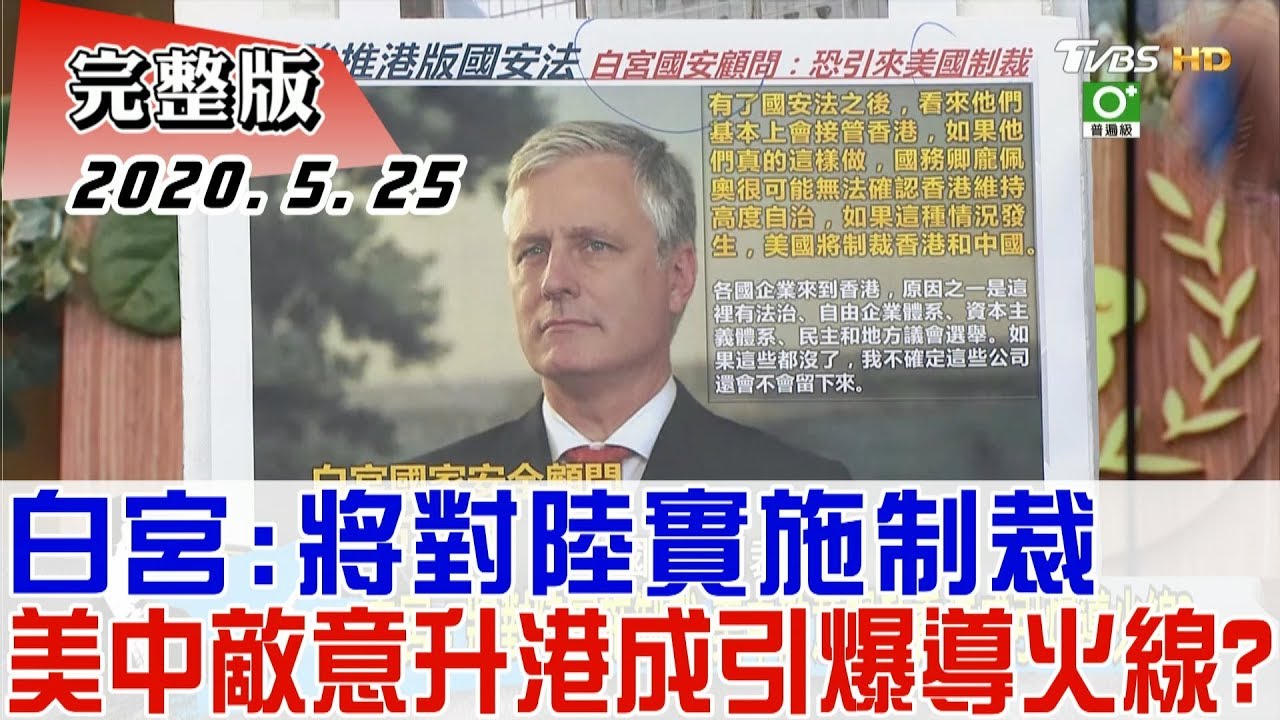 完整版
2020.5.25
推港版國安法 白宮國安顧問：恐引來美國制裁
TVBS HD
普遍級
有了國安法之後，看來他們
基本上會接管香港，如果他
們真的這樣做，國務卿龐佩
奧很可能無法確認香港維持
高度自治，如果這種情況發
生，美國將制裁香港和中國。
各國企業來到香港，原因之一是這
裡有法治、自由企業體系、資本主
義體系、民主和地方議會選舉。如
果這些都沒了，我不確定這些公司
還會不會留下來。
白宮國家安全顧問
白宮:將對陸實施制裁
美中敵意升港成引爆導火線?